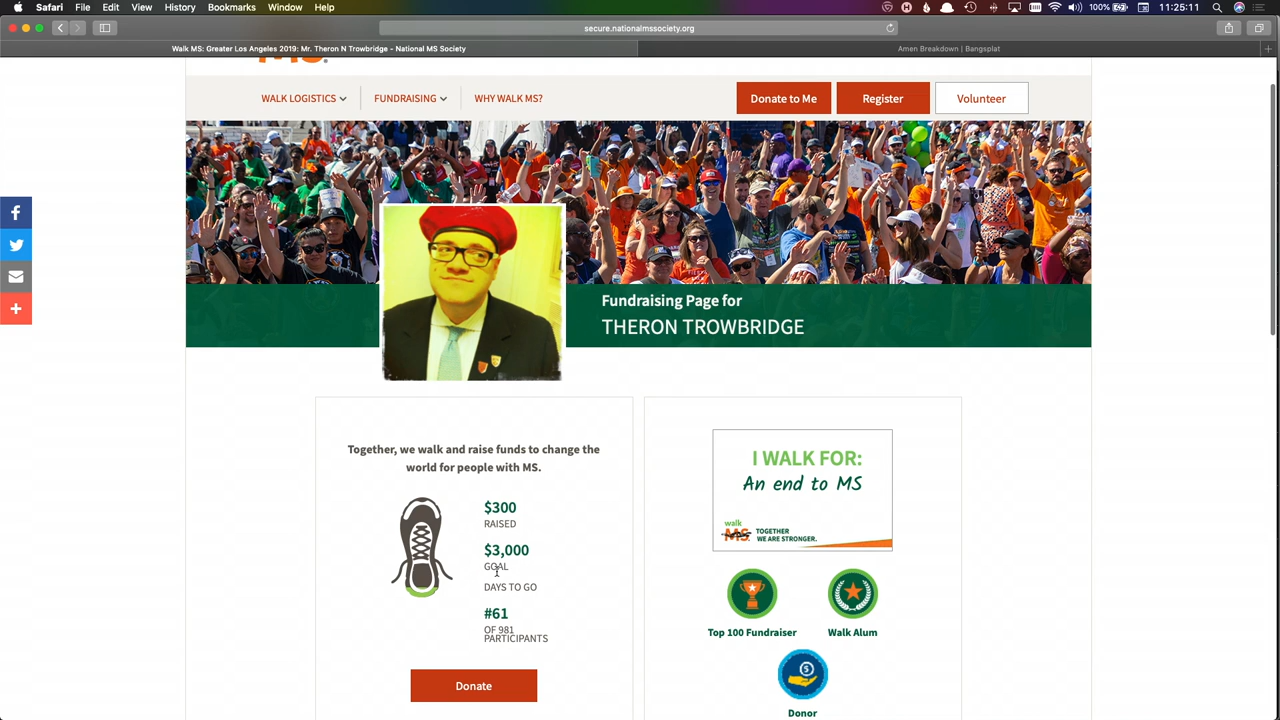 Safari File Edit View History Bookmarks Window Help 100% 11:25:11
secure.nationalmssociety.org
Walk MS: Greater Los Angeles 2019: Mr. Theron N Trowbridge - National MS Society
Amen Breakdown | Bangsplat
MS
WALK LOGISTICS
FUNDRAISING
WHY WALK MS?
Donate to Me
Register
Volunteer
Fundraising Page for
THERON TROWBRIDGE
Together, we walk and raise funds to change the
world for people with MS.
$300
RAISED
$3,000
GOAL
DAYS TO GO
#61
OF 981
PARTICIPANTS
Donate
I WALK FOR:
An end to MS
walk
MS
TOGETHER
WE ARE STRONGER.
Top 100 Fundraiser
Walk Alum
Donor